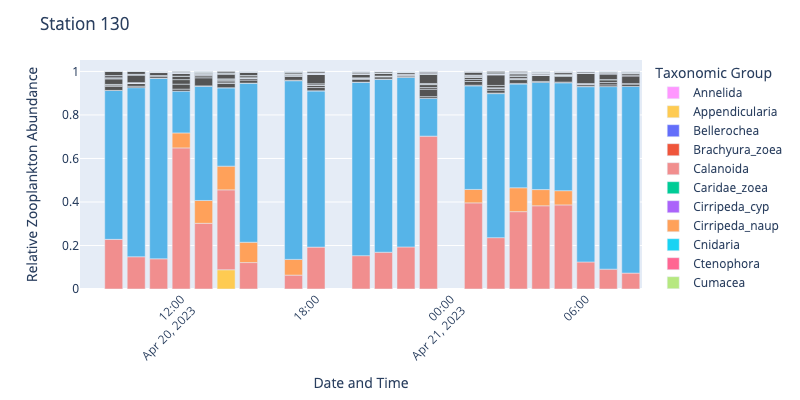 Station 130
Relative Zooplankton Abundance
1
0.8
0.6
0.4
0.2
0
12:00
Apr 20, 2023
18:00
00:00
Apr 21, 2023
06:00
Date and Time
Taxonomic Group
Annelida
Appendicularia
Bellerochea
Brachyura_zoea
Calanoida
Caridae_zoea
Cirripeda_cyp
Cirripeda_naup
Cnidaria
Ctenophora
Cumacea